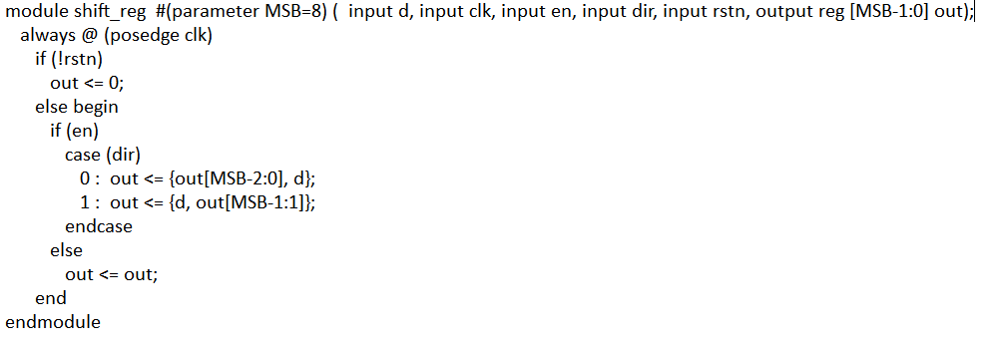 module shift_reg  #(parameter MSB=8) (  input d, input clk, input en, input dir, input rstn, output reg [MSB-1:0] out);
always @ (posedge clk)
if (!rstn)
out <= 0;
else begin
if (en)
case (dir)
0 :  out <= {out[MSB-2:0], d};
1 :  out <= {d, out[MSB-1:1]};
endcase
else
out <= out;
end
endmodule